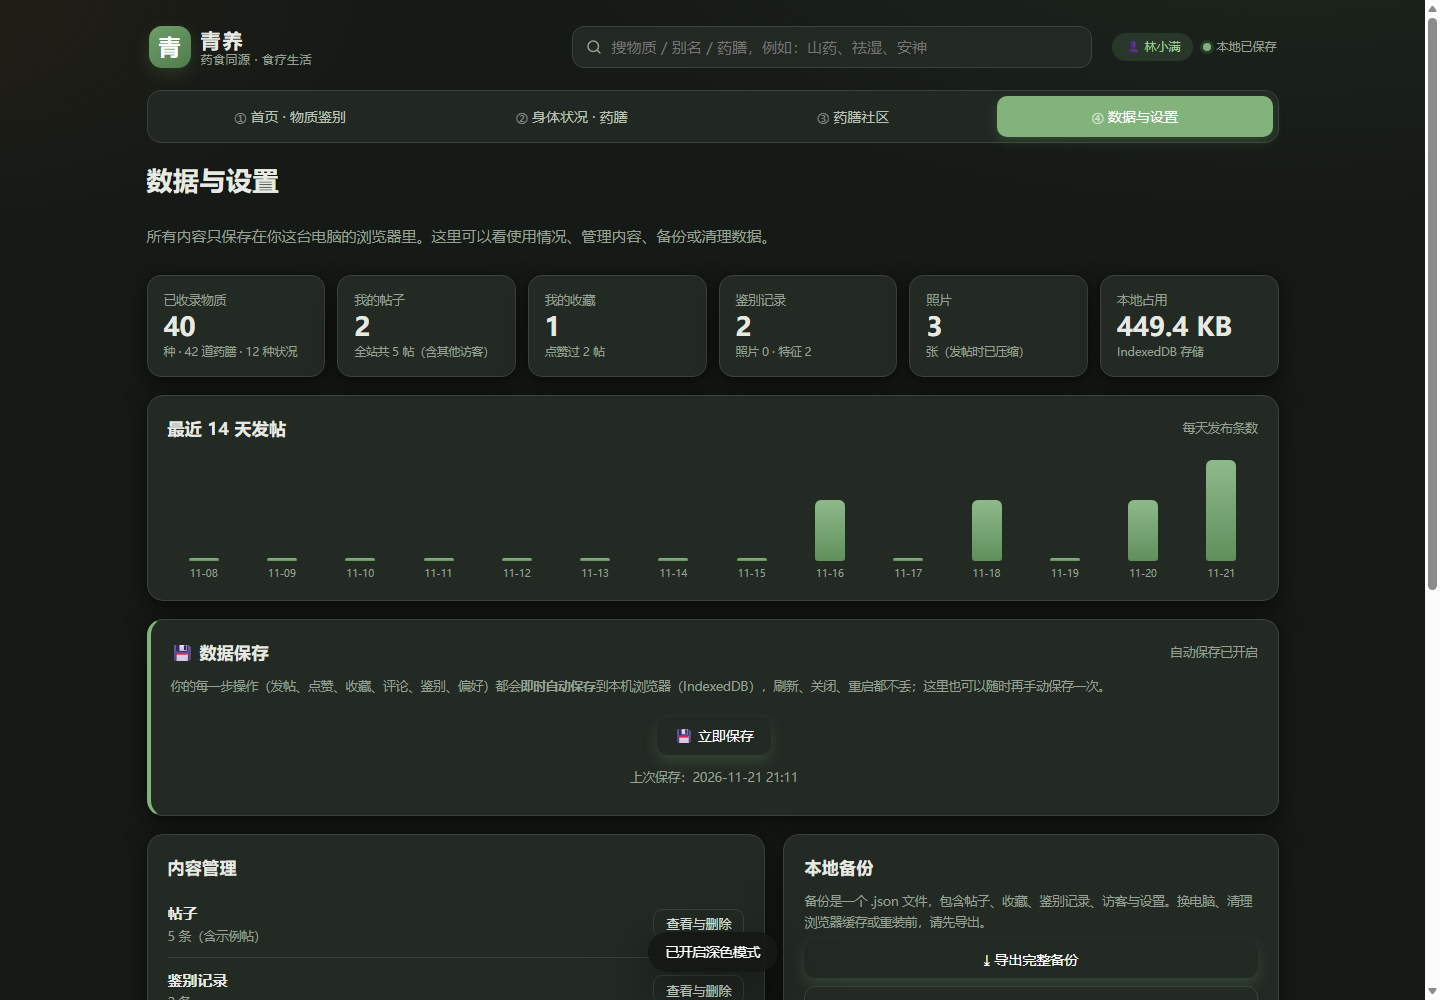 青
青养
药食同源 · 食疗生活
搜物质 / 别名 / 药膳，例如：山药、祛湿、安神
林小满
本地已保存
① 首页 · 物质鉴别
② 身体状况 · 药膳
③ 药膳社区
④ 数据与设置
数据与设置
所有内容只保存在你这台电脑的浏览器里。这里可以看使用情况、管理内容、备份或清理数据。
已收录物质
40
种 · 42 道药膳 · 12 种状况
我的帖子
2
全站共 5 帖（含其他访客）
我的收藏
1
点赞过 2 帖
鉴别记录
2
照片 0 · 特征 2
照片
3
张（发帖时已压缩）
本地占用
449.4 KB
IndexedDB 存储
最近 14 天发帖
每天发布条数
11-08
11-09
11-10
11-11
11-12
11-13
11-14
11-15
11-16
11-17
11-18
11-19
11-20
11-21
数据保存
自动保存已开启
你的每一步操作（发帖、点赞、收藏、评论、鉴别、偏好）都会即时自动保存到本机浏览器（IndexedDB），刷新、关闭、重启都不丢；这里也可以随时再手动保存一次。
立即保存
上次保存：2026-11-21 21:11
内容管理
帖子
5 条（含示例帖）
查看与删除
已开启深色模式
鉴别记录
查看与删除
本地备份
备份是一个 .json 文件，包含帖子、收藏、鉴别记录、访客与设置。换电脑、清理
浏览器缓存或重装前，请先导出。
⤓ 导出完整备份